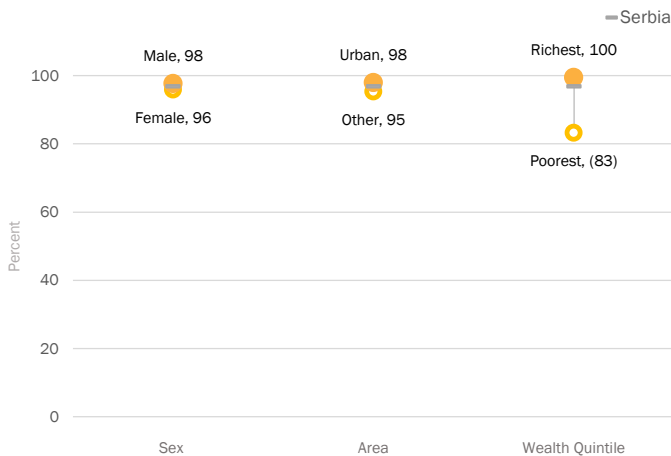 Serbia
Male, 98
Urban, 98
Richest, 100
Female, 96
Other, 95
Poorest, (83)
Percent
100
80
60
40
20
0
Sex
Area
Wealth Quintile